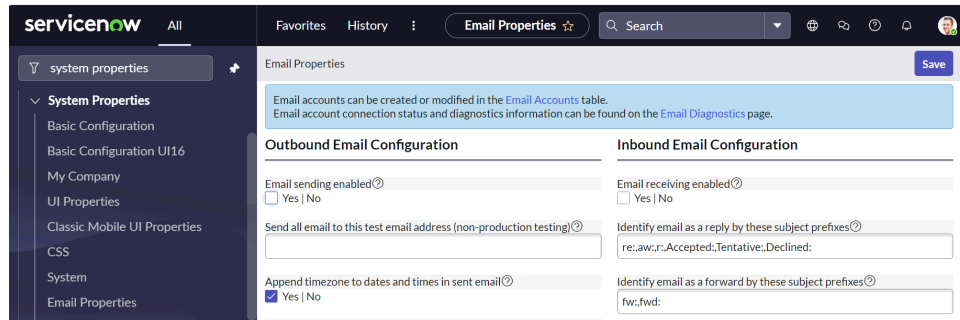 servicenow
All
Favorites
History
Email Properties
Search
system properties
System Properties
Basic Configuration
Basic Configuration UI16
My Company
UI Properties
Classic Mobile UI Properties
CSS
System
Email Properties
Email Properties
Save
Email accounts can be created or modified in the Email Accounts table.
Email account connection status and diagnostics information can be found on the Email Diagnostics page.
Outbound Email Configuration
Email sending enabled
Yes | No
Send all email to this test email address (non-production testing)
Append timezone to dates and times in sent email
Yes | No
Inbound Email Configuration
Email receiving enabled
Yes | No
Identify email as a reply by these subject prefixes
re:,aw:,r:,Accepted:,Tentative:,Declined:
Identify email as a forward by these subject prefixes
fw:,fwd: